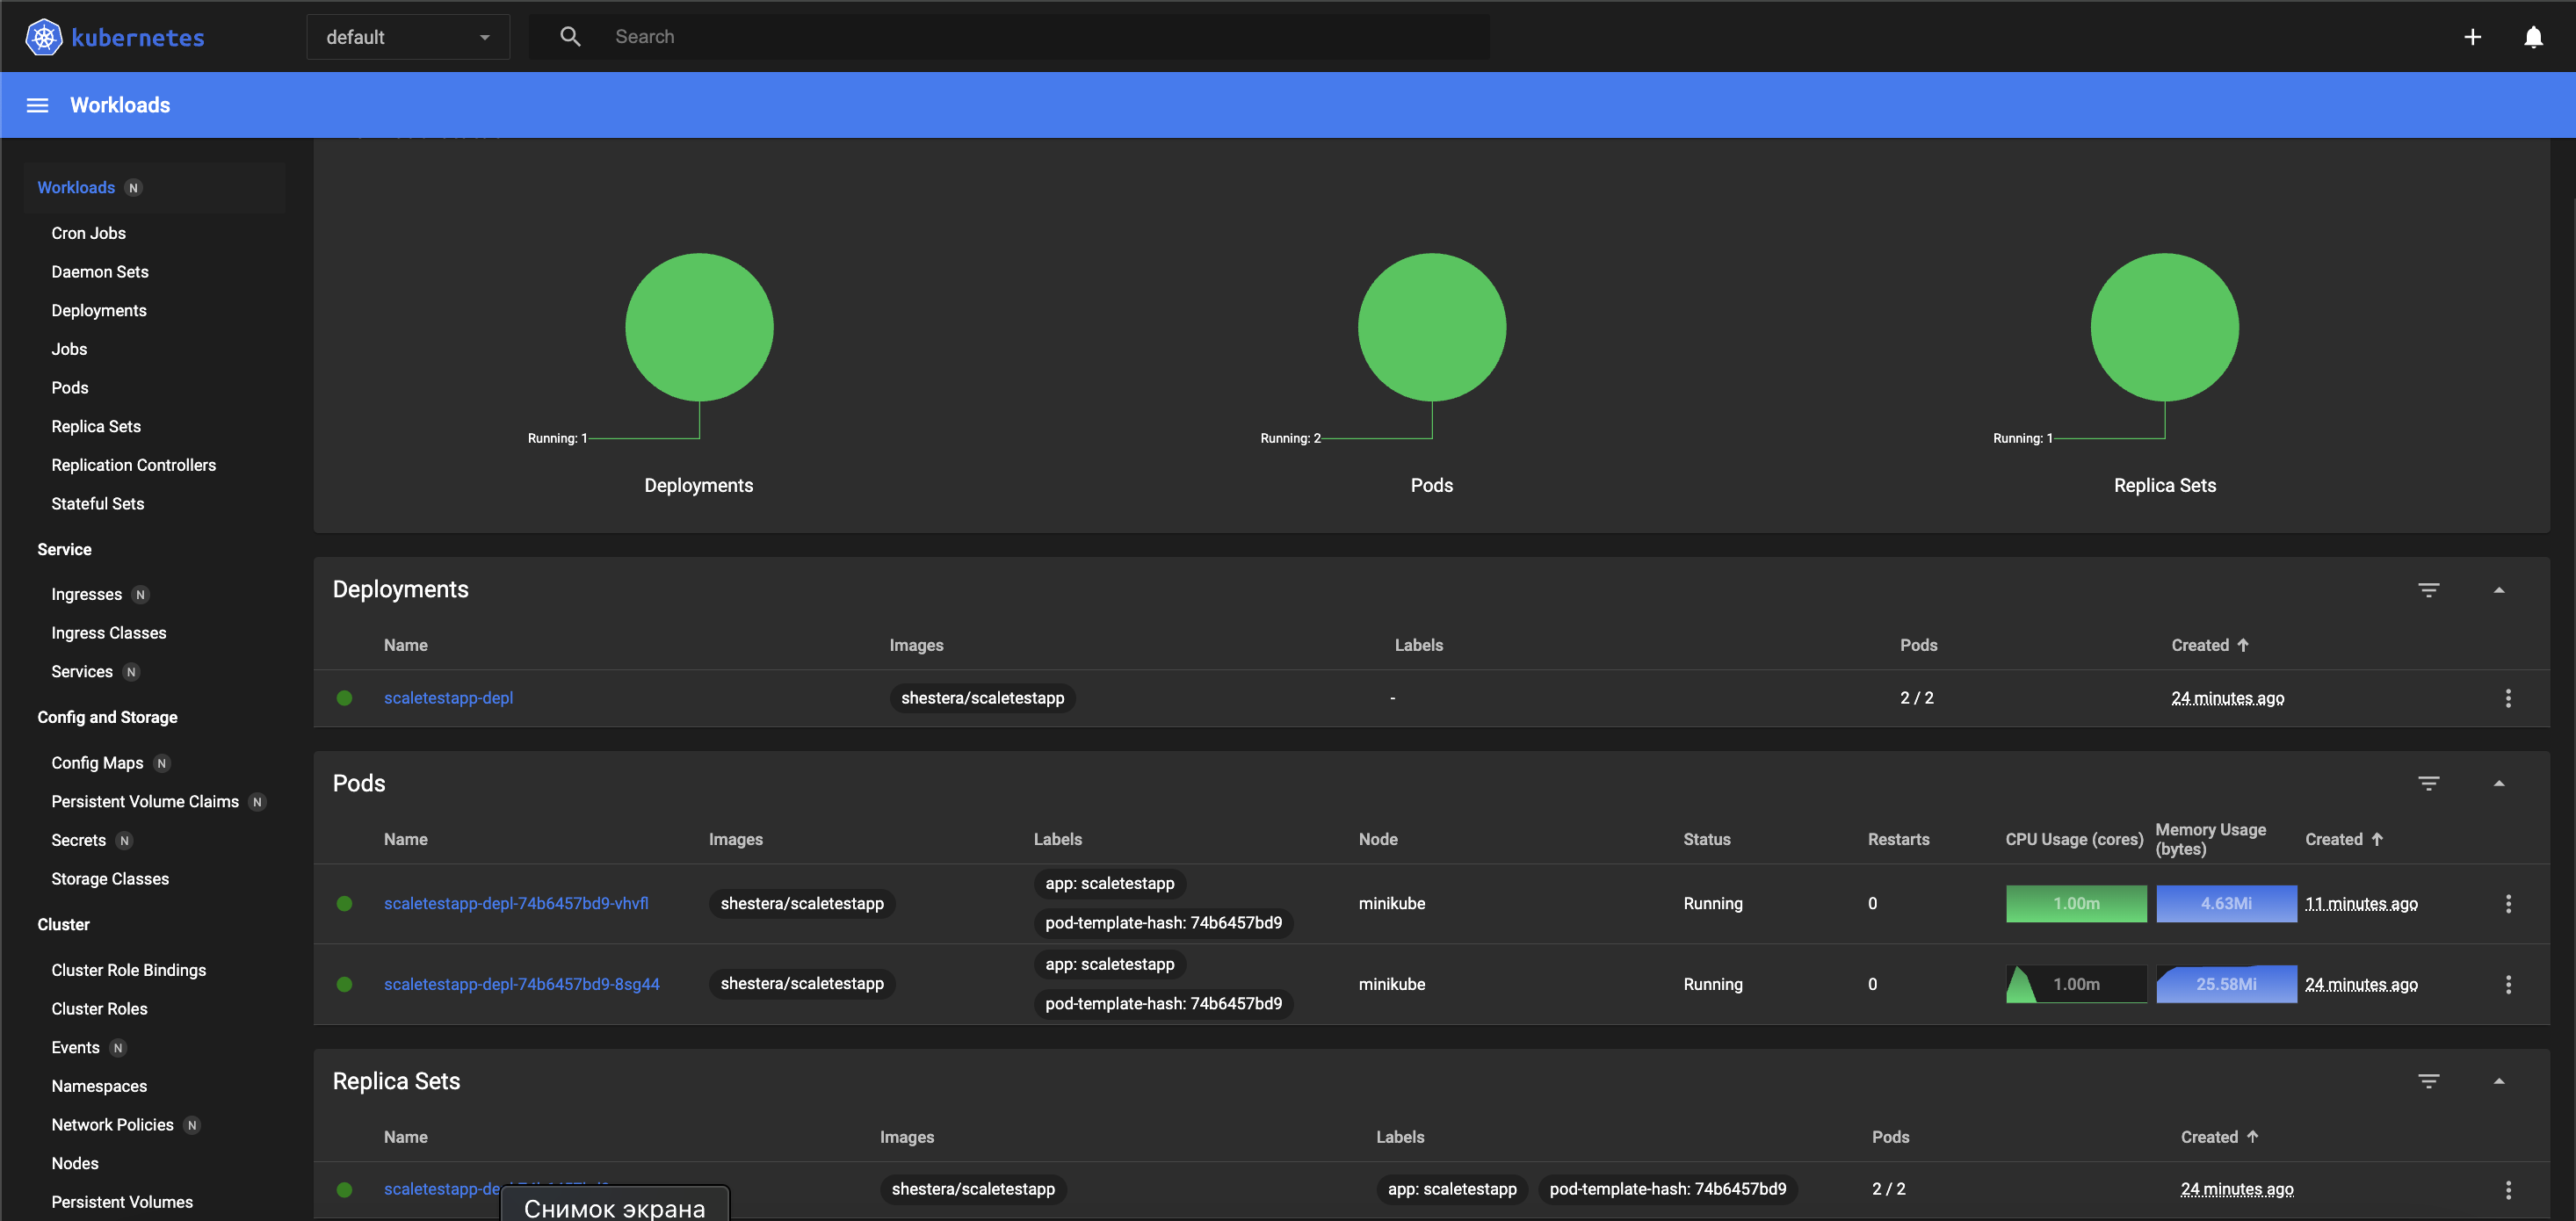 kubernetes
default
Search
Workloads
Workloads N
Cron Jobs
Daemon Sets
Deployments
Jobs
Pods
Replica Sets
Replication Controllers
Stateful Sets
Service
Ingresses N
Ingress Classes
Services N
Config and Storage
Config Maps N
Persistent Volume Claims N
Secrets N
Storage Classes
Cluster
Cluster Role Bindings
Cluster Roles
Events N
Namespaces
Network Policies N
Nodes
Persistent Volumes
Running: 1
Deployments
Running: 2
Pods
Running: 1
Replica Sets
Deployments
Name Images Labels Pods Created
scaletestapp-depl shestera/scaletestapp - 2 / 2 24 minutes ago
Pods
Name Images Labels Node Status Restarts CPU Usage (cores) Memory Usage (bytes) Created
scaletestapp-depl-74b6457bd9-vhvfl shestera/scaletestapp app: scaletestapp pod-template-hash: 74b6457bd9 minikube Running 0 1.00m 4.63Mi 11 minutes ago
scaletestapp-depl-74b6457bd9-8sg44 shestera/scaletestapp app: scaletestapp pod-template-hash: 74b6457bd9 minikube Running 0 1.00m 25.58Mi 24 minutes ago
Replica Sets
Name Images Labels Pods Created
scaletestapp-de shestera/scaletestapp app: scaletestapp pod-template-hash: 74b6457bd9 2 / 2 24 minutes ago
Снимок экрана